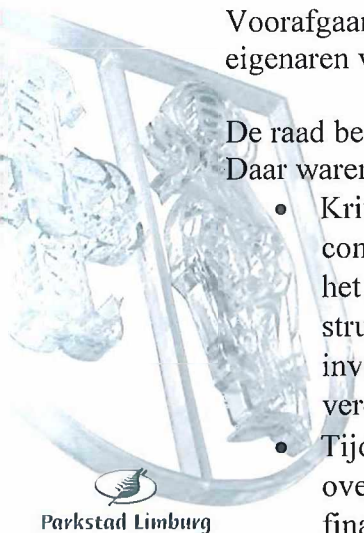 Voorafgaan
eigenaren v
De raad be
Daar waren
• Kri
con
het
stru
inv
ver
• Tijd
ove
fina
Parkstad Limburg